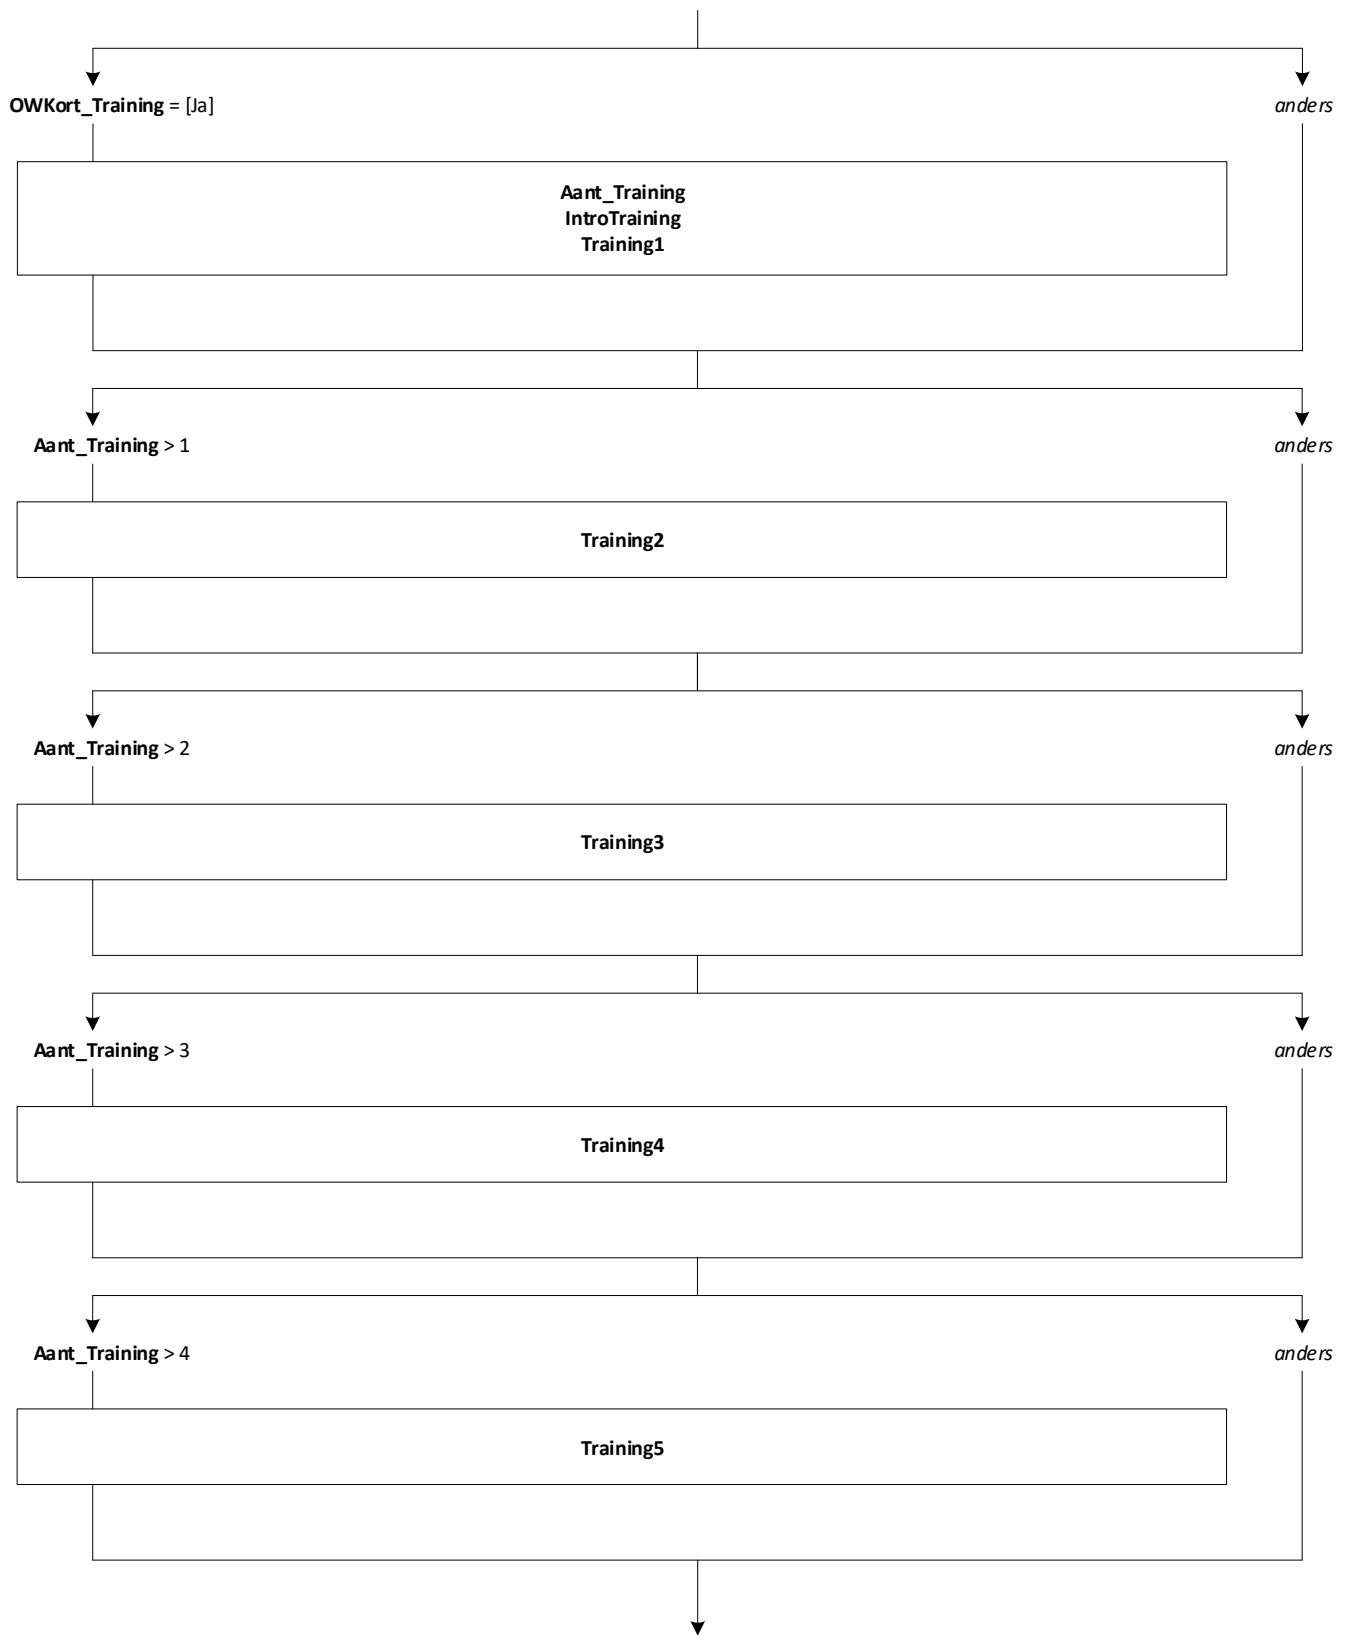 OWKort_Training = [Ja]
anders
Aant_Training
IntroTraining
Training1
Aant_Training > 1
anders
Training2
Aant_Training > 2
anders
Training3
Aant_Training > 3
anders
Training4
Aant_Training > 4
anders
Training5